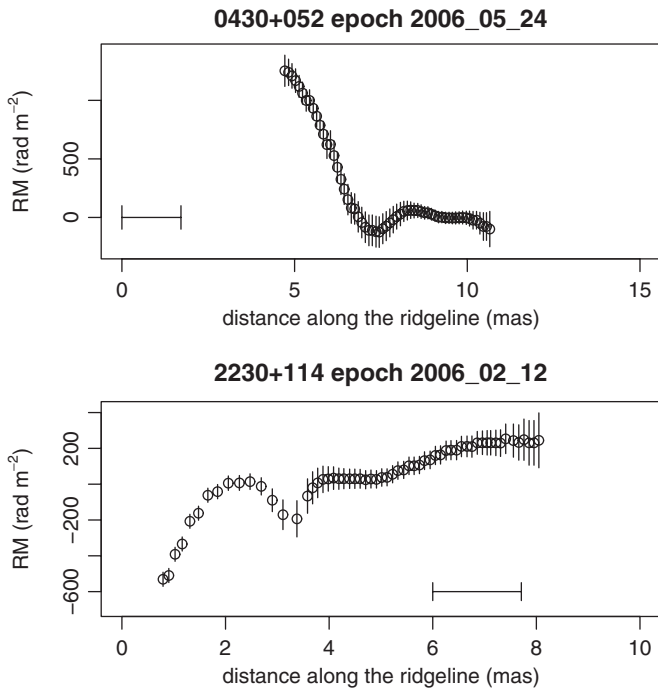 0430+052 epoch 2006_05_24
RM (rad m⁻²)
500
0
0
5
10
15
distance along the ridgeline (mas)
2230+114 epoch 2006_02_12
RM (rad m⁻²)
200
-200
-600
0
2
4
6
8
10
distance along the ridgeline (mas)